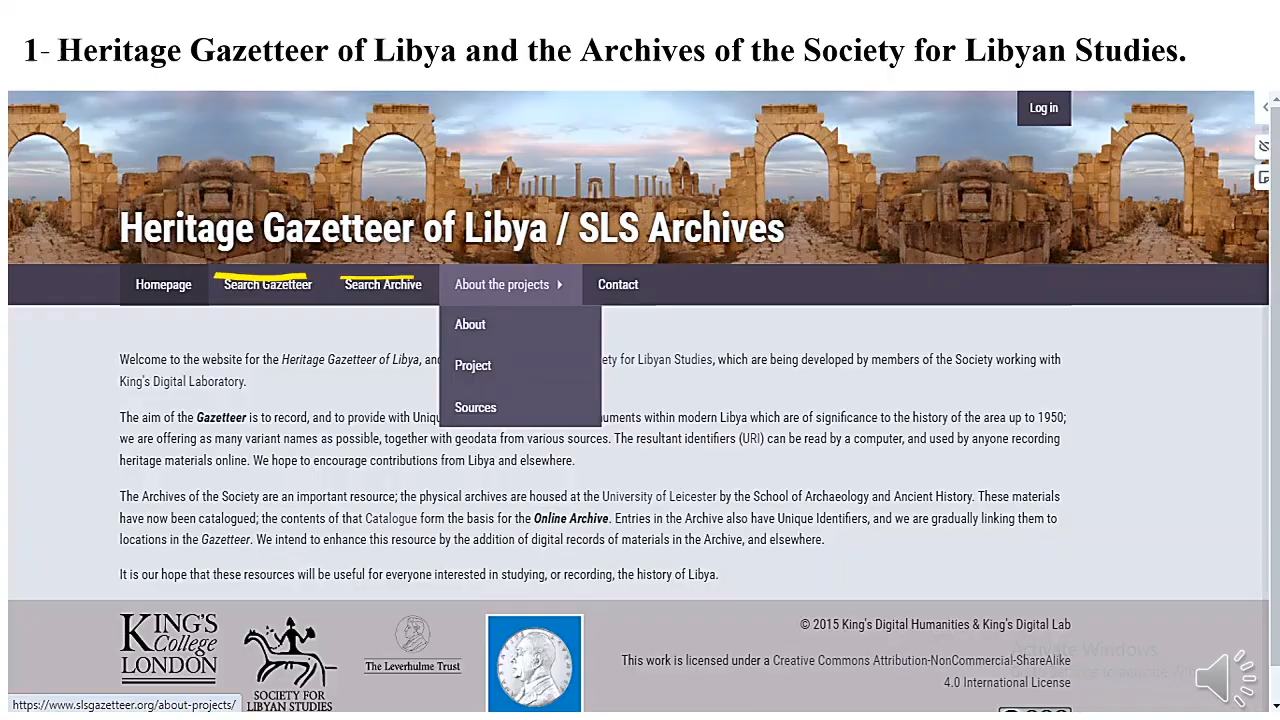 1- Heritage Gazetteer of Libya and the Archives of the Society for Libyan Studies.
Log in
Heritage Gazetteer of Libya / SLS Archives
Homepage Search Gazetteer Search Archive About the projects Contact
About
Project
Sources
Welcome to the website for the Heritage Gazetteer of Libya, and ty for Libyan Studies, which are being developed by members of the Society working with
King's Digital Laboratory.
The aim of the Gazetteer is to record, and to provide with Uniq uments within modern Libya which are of significance to the history of the area up to 1950;
we are offering as many variant names as possible, together with geodata from various sources. The resultant identifiers (URI) can be read by a computer, and used by anyone recording
heritage materials online. We hope to encourage contributions from Libya and elsewhere.
The Archives of the Society are an important resource; the physical archives are housed at the University of Leicester by the School of Archaeology and Ancient History. These materials
have now been catalogued; the contents of that Catalogue form the basis for the Online Archive. Entries in the Archive also have Unique Identifiers, and we are gradually linking them to
locations in the Gazetteer. We intend to enhance this resource by the addition of digital records of materials in the Archive, and elsewhere.
It is our hope that these resources will be useful for everyone interested in studying, or recording, the history of Libya.
KING'S
College
LONDON
SOCIETY FOR
LIBYAN STUDIES
The Leverhulme Trust
© 2015 King's Digital Humanities & King's Digital Lab
This work is licensed under a Creative Commons Attribution-NonCommercial-ShareAlike
4.0 International License
Activate Windows
https://www.slsgazetteer.org/about-projects/